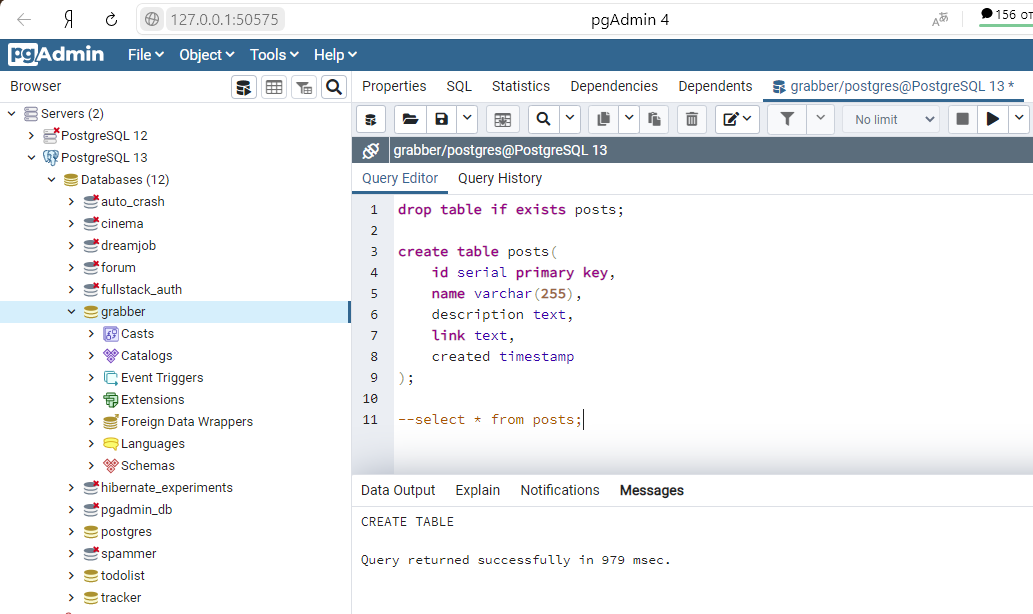 Я 127.0.0.1:50575 pgAdmin 4 156 от
pgAdmin File Object Tools Help
Browser Properties SQL Statistics Dependencies Dependents grabber/postgres@PostgreSQL 13 *
Servers (2)
PostgreSQL 12
PostgreSQL 13
Databases (12)
auto_crash
cinema
dreamjob
forum
fullstack_auth
grabber
Casts
Catalogs
Event Triggers
Extensions
Foreign Data Wrappers
Languages
Schemas
hibernate_experiments
pgadmin_db
postgres
spammer
todolist
tracker
No limit
grabber/postgres@PostgreSQL 13
Query Editor Query History
1 drop table if exists posts;
2
3 create table posts(
4 id serial primary key,
5 name varchar(255),
6 description text,
7 link text,
8 created timestamp
9 );
10
11 --select * from posts;
Data Output Explain Notifications Messages
CREATE TABLE
Query returned successfully in 979 msec.